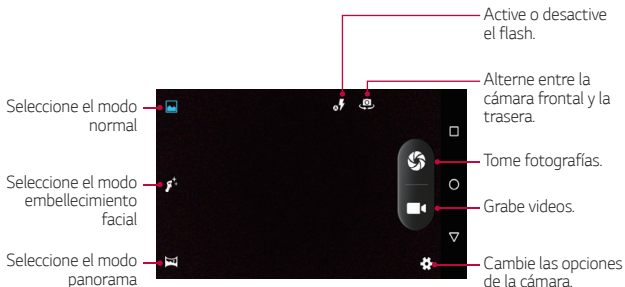 Active o desactive
el flash.
Alterne entre la
cámara frontal y la
trasera.
Seleccione el modo
normal
Tome fotografías.
Seleccione el modo
embellecimiento
facial
Grabe videos.
Seleccione el modo
panorama
Cambie las opciones
de la cámara.